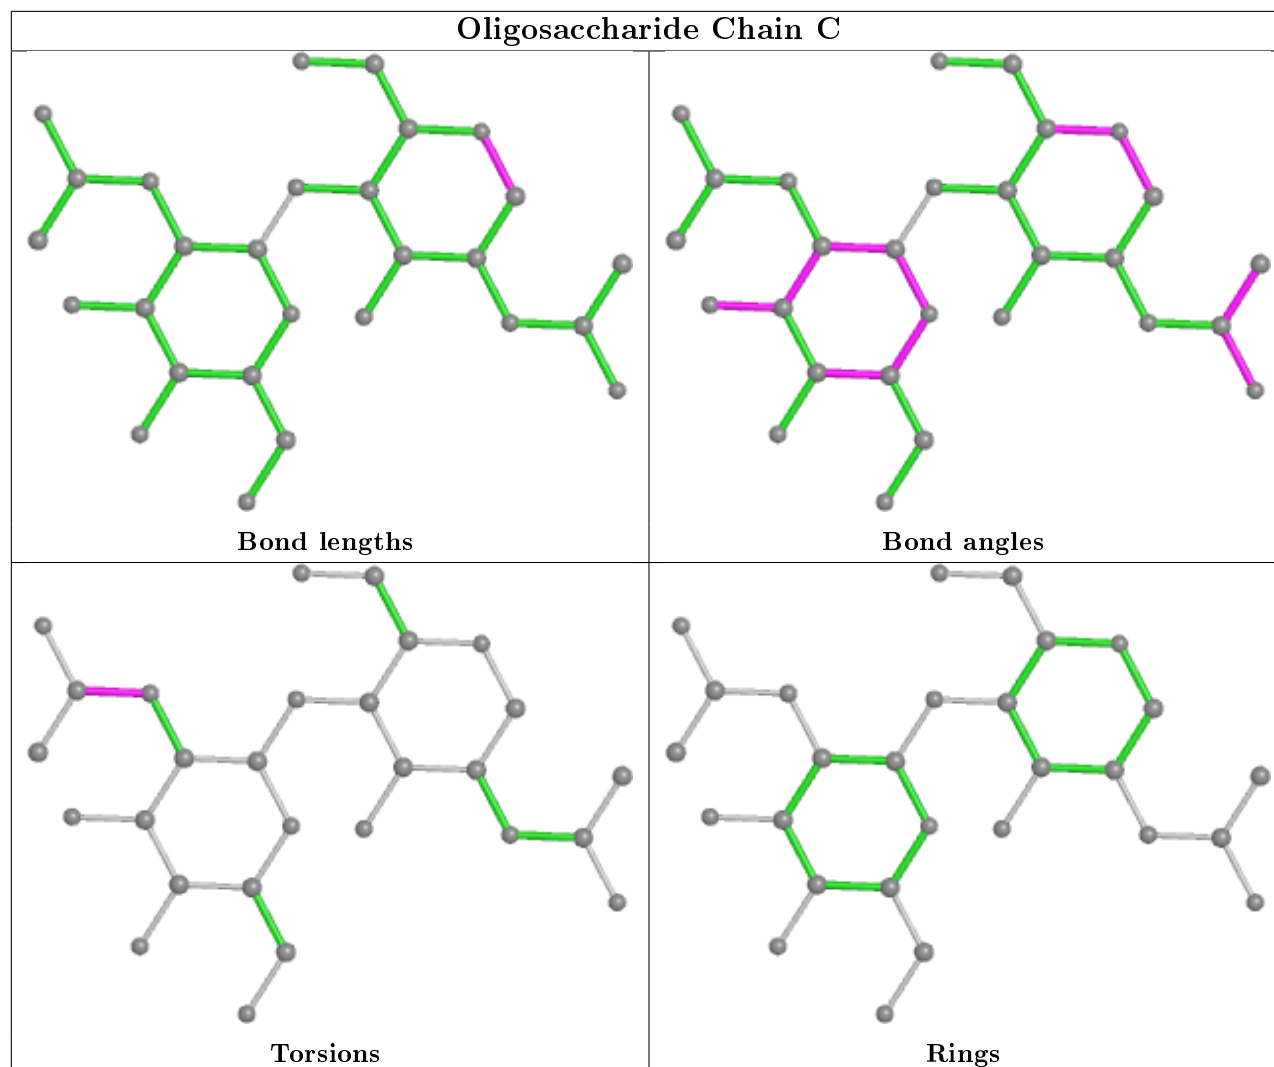 Oligosaccharide Chain C
Bond lengths
Bond angles
Torsions
Rings